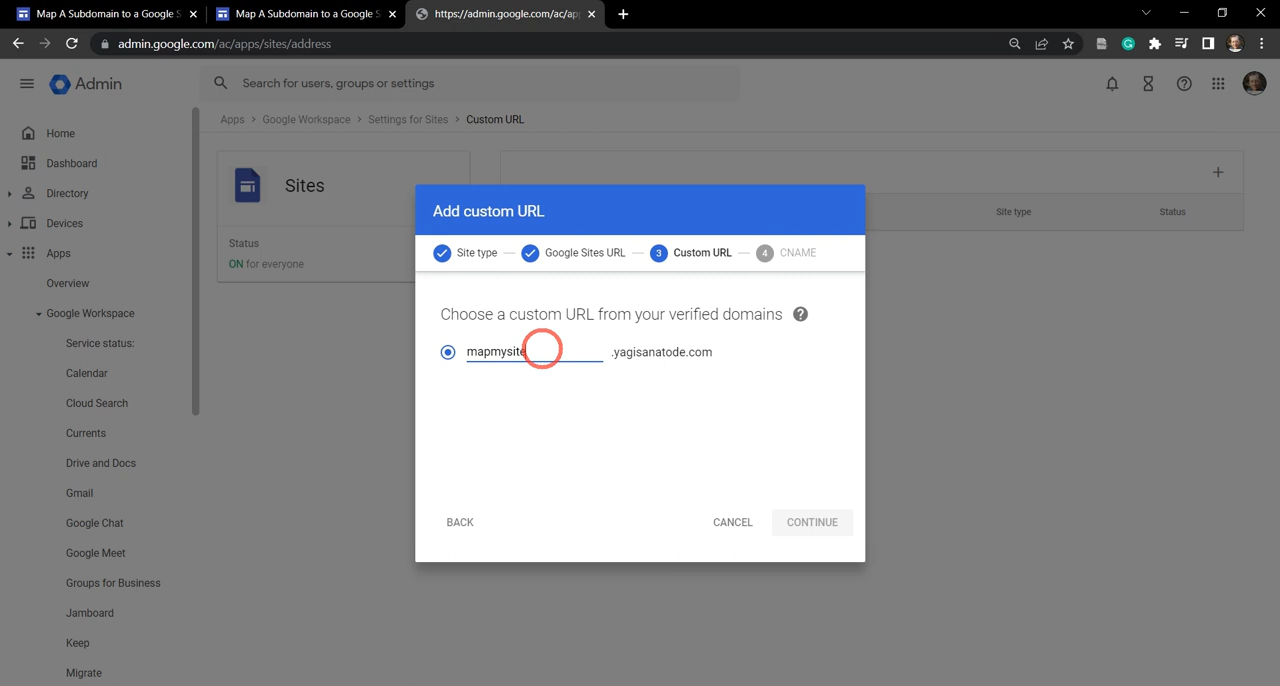 Map A Subdomain to a Google S
Map A Subdomain to a Google S
https://admin.google.com/ac/ap
admin.google.com/ac/apps/sites/address
Admin
Search for users, groups or settings
Apps > Google Workspace > Settings for Sites > Custom URL
Home
Dashboard
Directory
Devices
Apps
Overview
Google Workspace
Service status:
Calendar
Cloud Search
Currents
Drive and Docs
Gmail
Google Chat
Google Meet
Groups for Business
Jamboard
Keep
Migrate
Sites
Status
ON for everyone
Site type
Status
Add custom URL
Site type
Google Sites URL
3 Custom URL
4 CNAME
Choose a custom URL from your verified domains
mapmysite .yagisanatode.com
BACK
CANCEL
CONTINUE